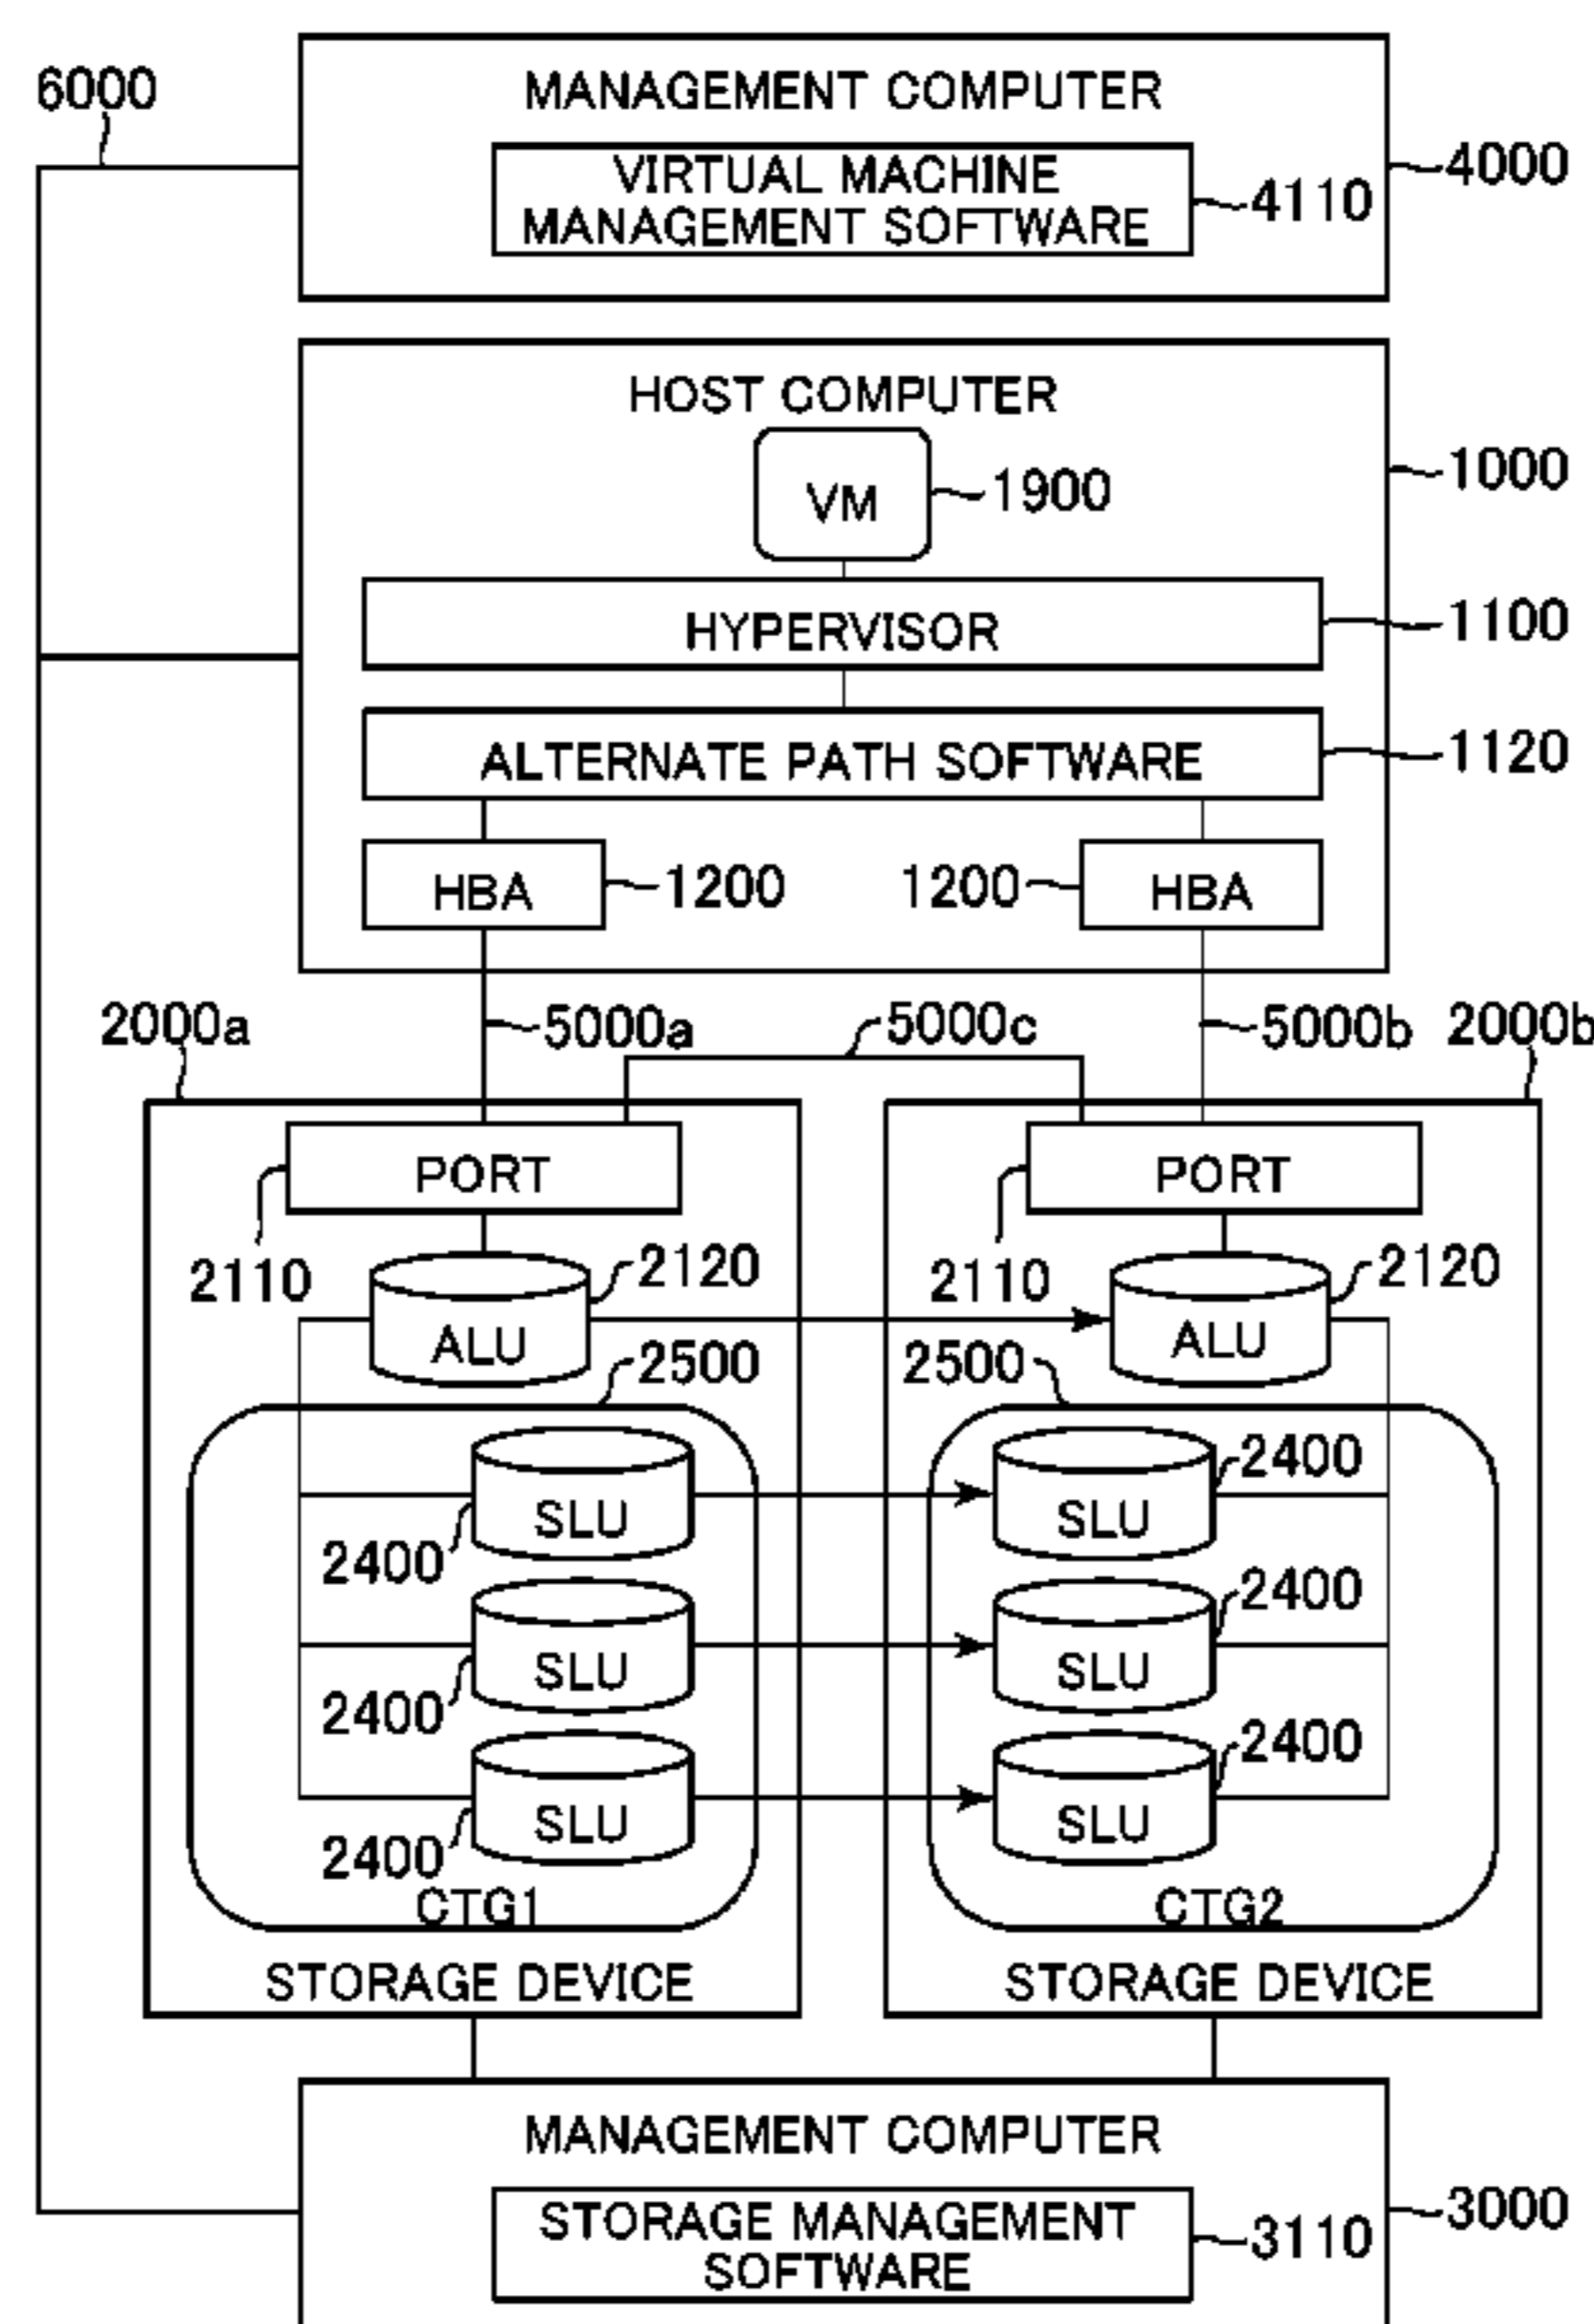 6000
MANAGEMENT COMPUTER
VIRTUAL MACHINE
MANAGEMENT SOFTWARE
4110
4000
HOST COMPUTER
VM
1900
1000
HYPERVISOR
1100
ALTERNATE PATH SOFTWARE
1120
HBA
1200
1200
HBA
2000a
5000a
5000c
5000b
2000b
PORT
PORT
2110
2120
2110
2120
ALU
ALU
2500
2500
SLU
SLU
2400
2400
SLU
SLU
2400
2400
SLU
SLU
2400
2400
CTG1
CTG2
STORAGE DEVICE
STORAGE DEVICE
MANAGEMENT COMPUTER
STORAGE MANAGEMENT
SOFTWARE
3110
3000